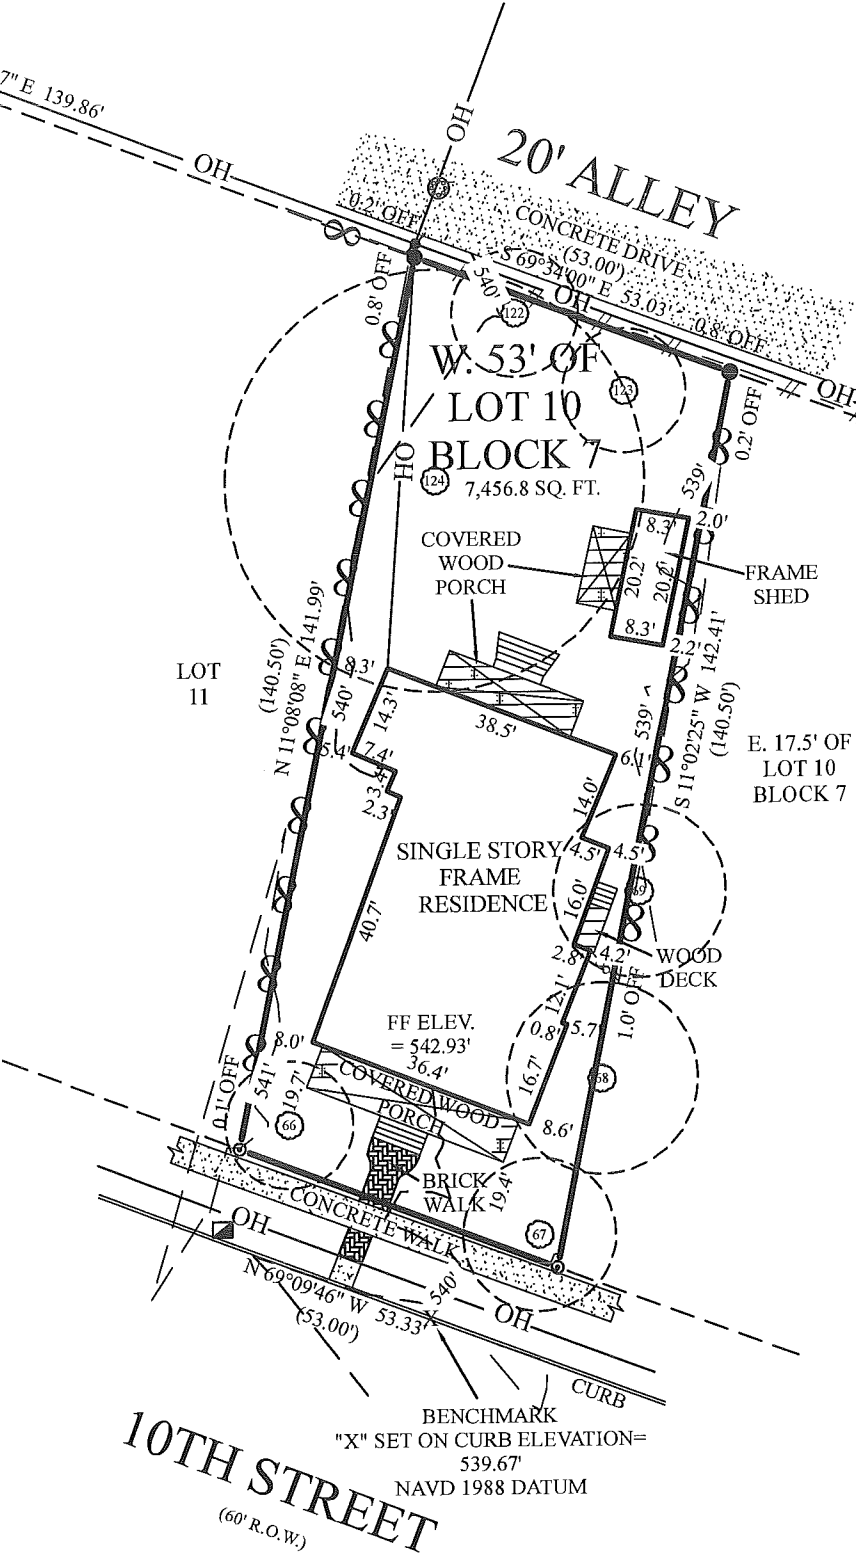 7" E 139.86'
OH
OH
20' ALLEY
0.2' OFF
CONCRETE DRIVE
(53.00')
S 69°34'00" E 53.03'
OH
0.8' OFF
OH
0.8' OFF
540'
122
W. 53' OF
LOT 10
BLOCK 7
7,456.8 SQ. FT.
123
124
OH
0.2' OFF
539'
2.0'
8.3'
20.2'
20.2'
8.3'
2.2'
FRAME
SHED
COVERED
WOOD
PORCH
LOT
11
N 11°08'08" E 141.99'
(140.50')
S 11°02'25" W 142.41'
(140.50')
E. 17.5' OF
LOT 10
BLOCK 7
8.3'
540'
14.3'
5.4'
7.4'
3.4'
2.3'
38.5'
539'
6.1'
14.0'
4.5'
4.5'
SINGLE STORY
FRAME
RESIDENCE
16.0'
69
40.7'
2.8'
4.2'
WOOD
DECK
12.1'
1.0' OFF
FF ELEV.
= 542.93'
36.4'
0.8'
5.7'
16.7'
68
8.0'
0.1' OFF
541'
19.7'
COVERED WOOD
PORCH
8.6'
66
BRICK
WALK
19.4'
67
CONCRETE WALK
OH
N 69°09'46" W 53.33'
(53.00')
540'
X
OH
CURB
BENCHMARK
"X" SET ON CURB ELEVATION=
539.67'
NAVD 1988 DATUM
10TH STREET
(60' R.O.W.)